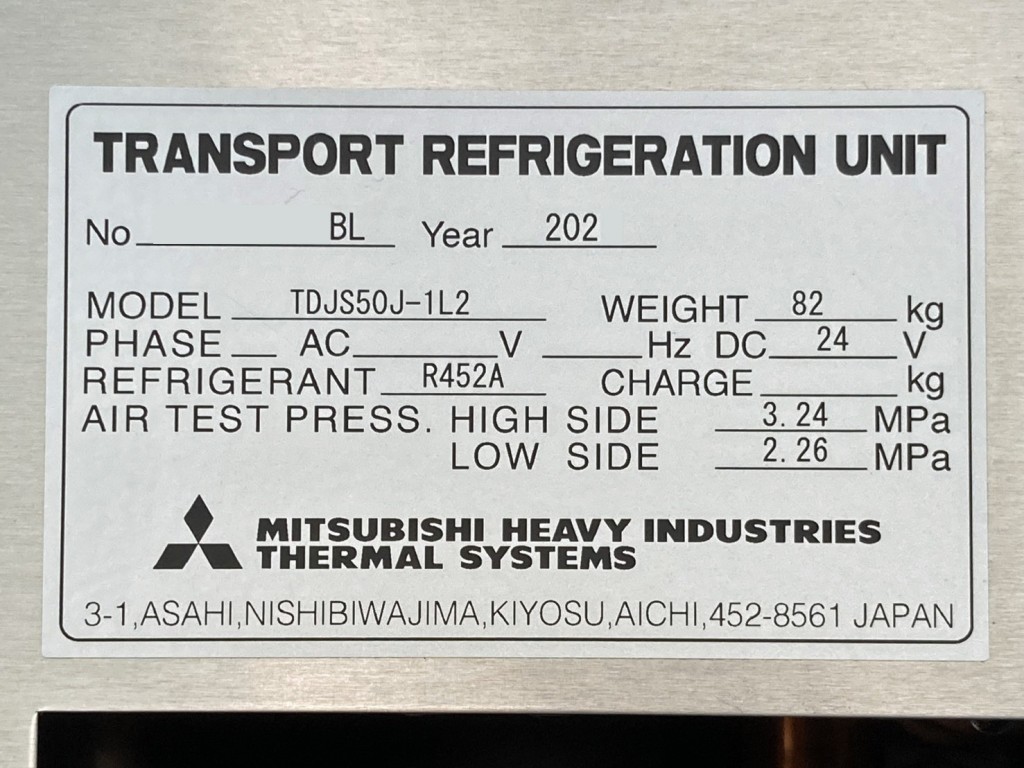 TRANSPORT REFRIGERATION UNIT
No BL Year 202
MODEL TDJS50J-1L2 WEIGHT 82 kg
PHASE AC V Hz DC 24 V
REFRIGERANT R452A CHARGE kg
AIR TEST PRESS. HIGH SIDE 3.24 MPa
LOW SIDE 2.26 MPa
MITSUBISHI HEAVY INDUSTRIES
THERMAL SYSTEMS
3-1,ASAHI,NISHIBIWAJIMA,KIYOSU,AICHI,452-8561 JAPAN